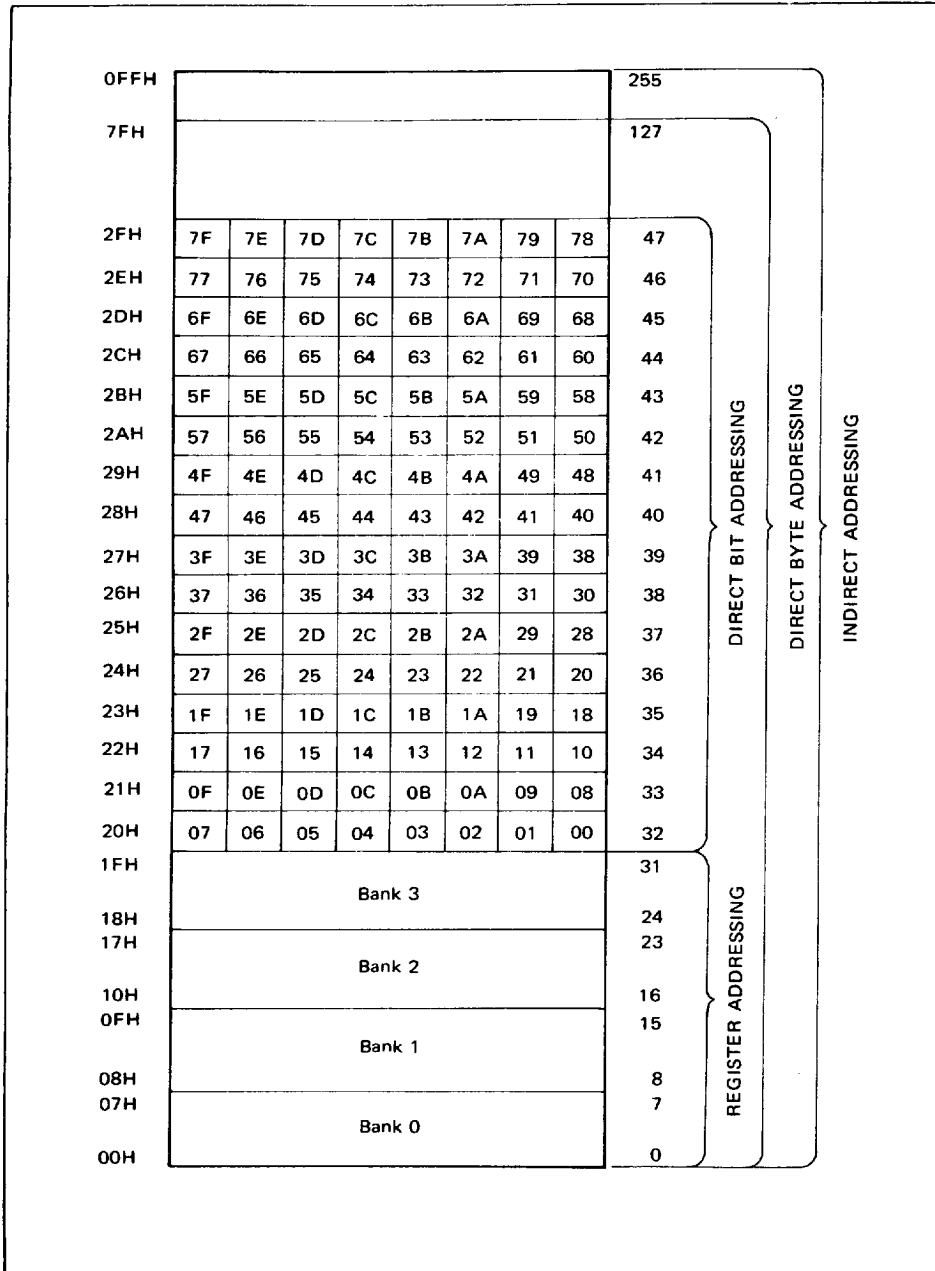 0FFH 255
7FH 127
2FH 7F 7E 7D 7C 7B 7A 79 78 47
2EH 77 76 75 74 73 72 71 70 46
2DH 6F 6E 6D 6C 6B 6A 69 68 45
2CH 67 66 65 64 63 62 61 60 44
2BH 5F 5E 5D 5C 5B 5A 59 58 43
2AH 57 56 55 54 53 52 51 50 42
29H 4F 4E 4D 4C 4B 4A 49 48 41
28H 47 46 45 44 43 42 41 40 40
27H 3F 3E 3D 3C 3B 3A 39 38 39
26H 37 36 35 34 33 32 31 30 38
25H 2F 2E 2D 2C 2B 2A 29 28 37
24H 27 26 25 24 23 22 21 20 36
23H 1F 1E 1D 1C 1B 1A 19 18 35
22H 17 16 15 14 13 12 11 10 34
21H 0F 0E 0D 0C 0B 0A 09 08 33
20H 07 06 05 04 03 02 01 00 32
1FH 31
Bank 3
18H 24
17H 23
Bank 2
10H 16
0FH 15
Bank 1
08H 8
07H 7
Bank 0
00H 0
DIRECT BIT ADDRESSING
REGISTER ADDRESSING
DIRECT BYTE ADDRESSING
INDIRECT ADDRESSING